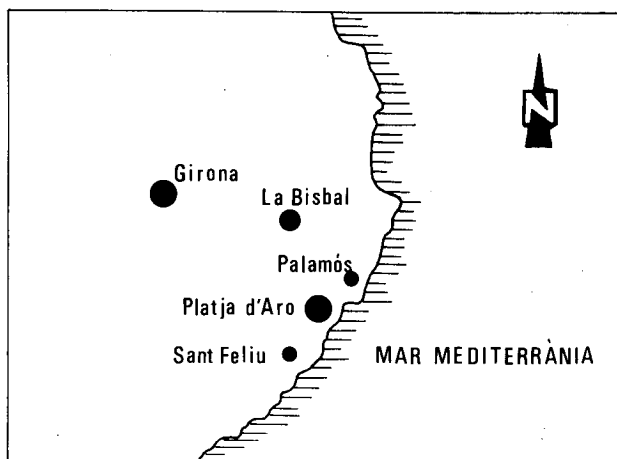 N
Girona
La Bisbal
Palamós
Platja d'Aro
Sant Feliu
MAR MEDITERRÀNIA